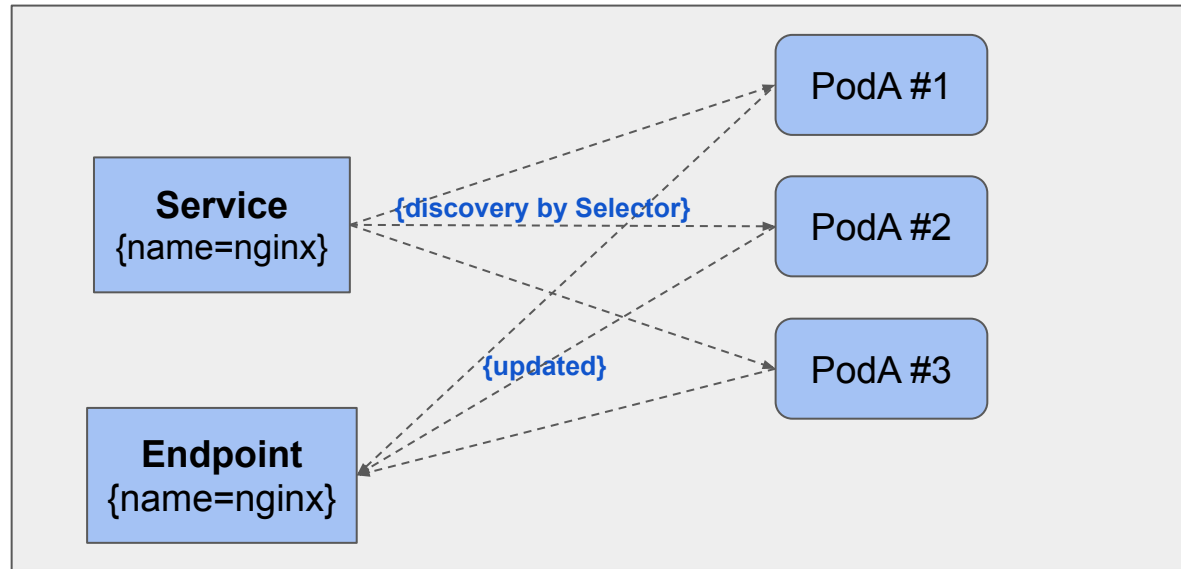 PodA #1
Service
{name=nginx}
{discovery by Selector}
PodA #2
{updated}
PodA #3
Endpoint
{name=nginx}